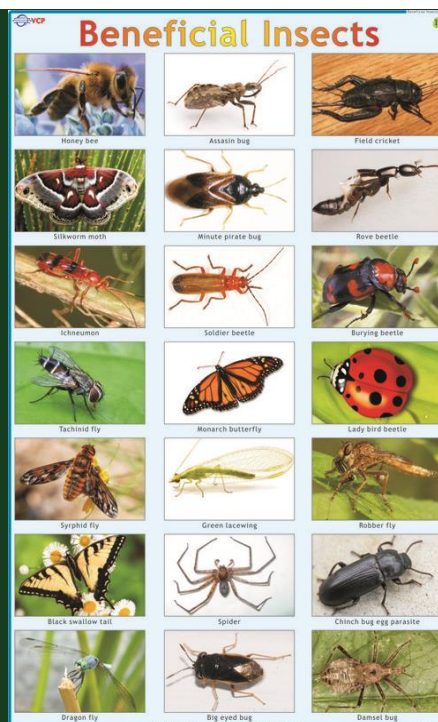 Beneficial Insects
VCP
Beneficial Insects
Honey bee
Assasin bug
Field cricket
Silkworm moth
Minute pirate bug
Rove beetle
Ichneumon
Soldier beetle
Burying beetle
Tachinid fly
Monarch butterfly
Lady bird beetle
Syrphid fly
Green lacewing
Robber fly
Black swallow tail
Spider
Chinch bug egg parasite
Dragon fly
Big eyed bug
Damsel bug